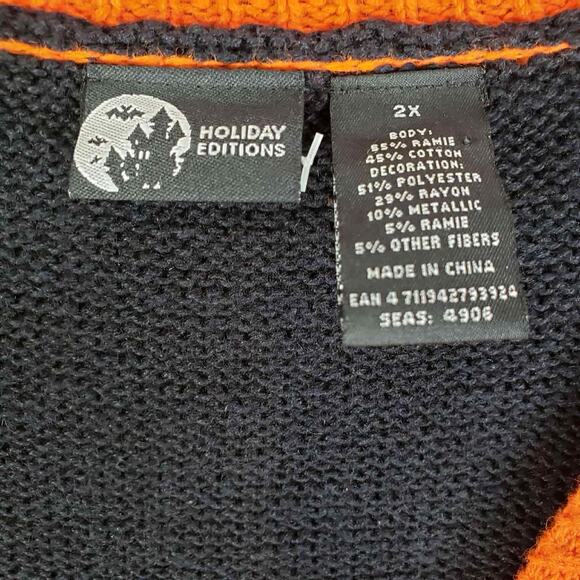 HOLIDAY
EDITIONS
2X
BODY:
55% RAMIE
45% COTTON
DECORATION:
51% POLYESTER
29% RAYON
10% METALLIC
5% RAMIE
5% OTHER FIBERS
MADE IN CHINA
EAN 4 711942793924
SEAS: 4906